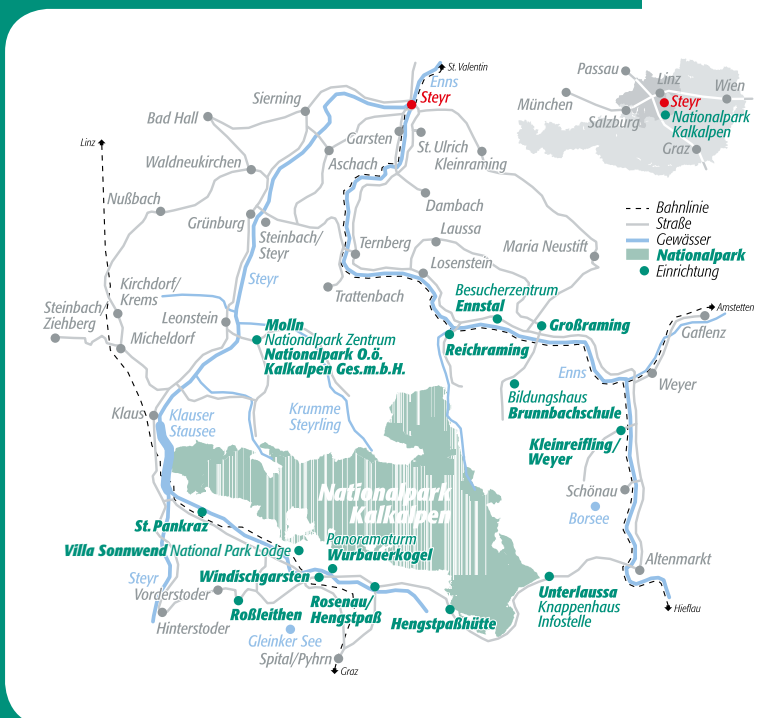 St. Valentin
Enns
Steyr
Sierning
Bad Hall
Garsten
St. Ulrich
Kleinraming
Linz
Waldneukirchen
Aschach
Nußbach
Dambach
Grünburg
Steinbach/
Steyr
Laussa
Ternberg
Maria Neustift
Losenstein
Steyr
Trattenbach
Kirchdorf/
Krems
Steinbach/
Ziehberg
Leonstein
Micheldorf
Besucherzentrum
Ennstal
Großraming
Reichraming
Molln
Nationalpark Zentrum
Nationalpark O.ö.
Kalkalpen Ges.m.b.H.
Amstetten
Gaflenz
Enns
Weyer
Bildungshaus
Brunnbachschule
Klaus
Klauser
Stausee
Krumme
Steyrling
Kleinreifling/
Weyer
Nationalpark
Kalkalpen
Schönau
Borsee
St. Pankraz
Villa Sonnwend National Park Lodge
Panoramaturm
Wurbauerkogel
Altenmarkt
Steyr
Windischgarsten
Vorderstoder
Roßleithen
Rosenau/
Hengstpaß
Hengstpaßhütte
Unterlaussa
Knappenhaus
Infostelle
Hieflau
Hinterstoder
Gleinker See
Spital/Pyhrn
Graz
Passau
Linz
Wien
München
Steyr
Salzburg
Nationalpark
Kalkalpen
Graz
Bahnlinie
Straße
Gewässer
Nationalpark
Einrichtung